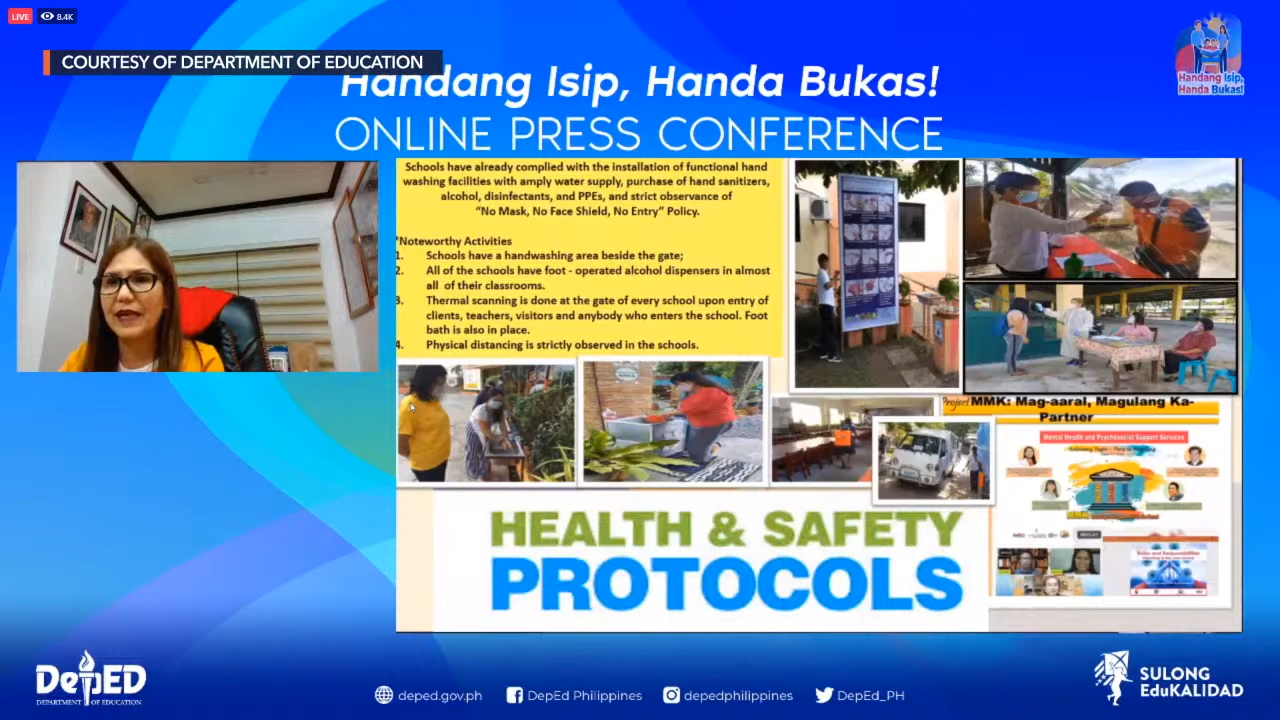 LIVE
8.4K
COURTESY OF DEPARTMENT OF EDUCATION
Handang Isip, Handa Bukas!
ONLINE PRESS CONFERENCE
Handang Isip,
Handa Bukas!
Schools have already complied with the installation of functional hand
washing facilities with amply water supply, purchase of hand sanitizers,
alcohol, disinfectants, and PPEs, and strict observance of
“No Mask, No Face Shield, No Entry” Policy.
*Noteworthy Activities
1. Schools have a handwashing area beside the gate;
2. All of the schools have foot - operated alcohol dispensers in almost
all of their classrooms.
3. Thermal scanning is done at the gate of every school upon entry of
clients, teachers, visitors and anybody who enters the school. Foot
bath is also in place.
4. Physical distancing is strictly observed in the schools.
Project MMK: Mag-aaral, Magulang Ka-
Partner
Mental Health and Psychosocial Support Services
Roles and Responsibilities
HEALTH & SAFETY
PROTOCOLS
DepED
DEPARTMENT OF EDUCATION
deped.gov.ph
DepEd Philippines
depedphilippines
DepEd_PH
SULONG
EduKALIDAD